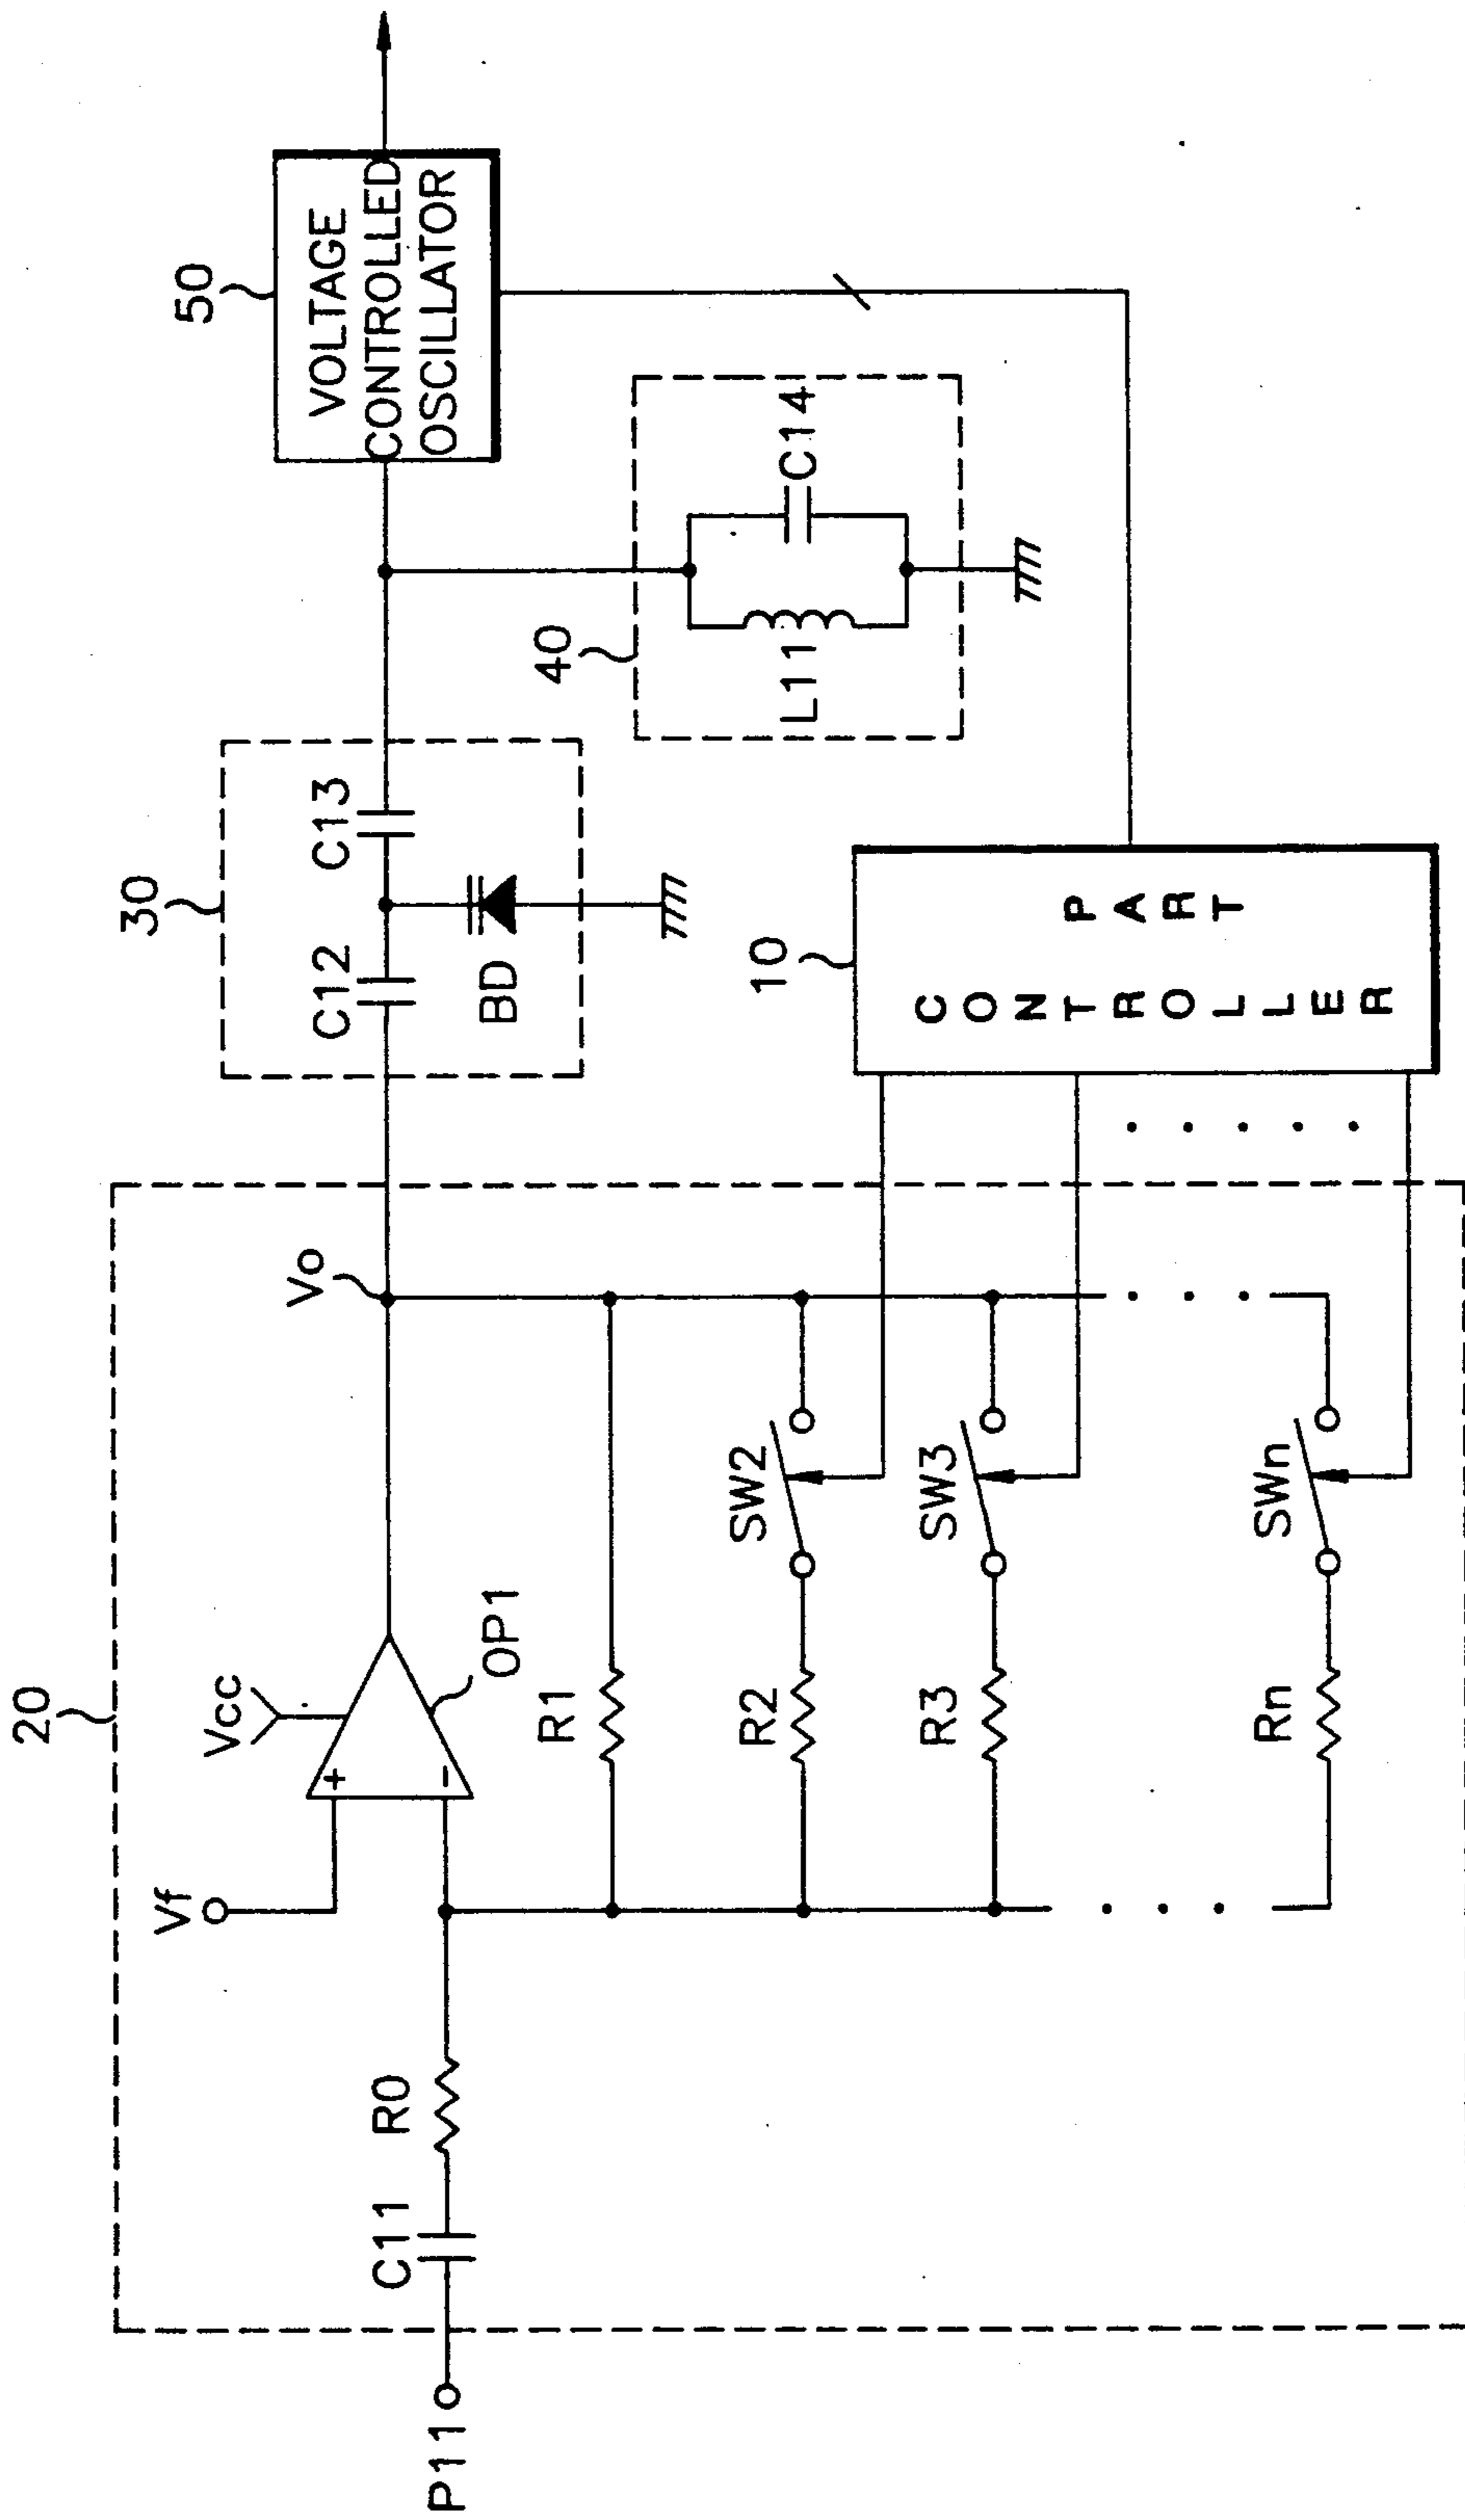 20
Vf
Vcc
+
-
OP1
Vo
P11
C11
R0
R1
R2
SW2
R3
SW3
Rn
SWn
30
C12
C13
BD
40
L11
C14
50
VOLTAGE
CONTROLLED
OSCILLATOR
10
CONTROLLER
PART